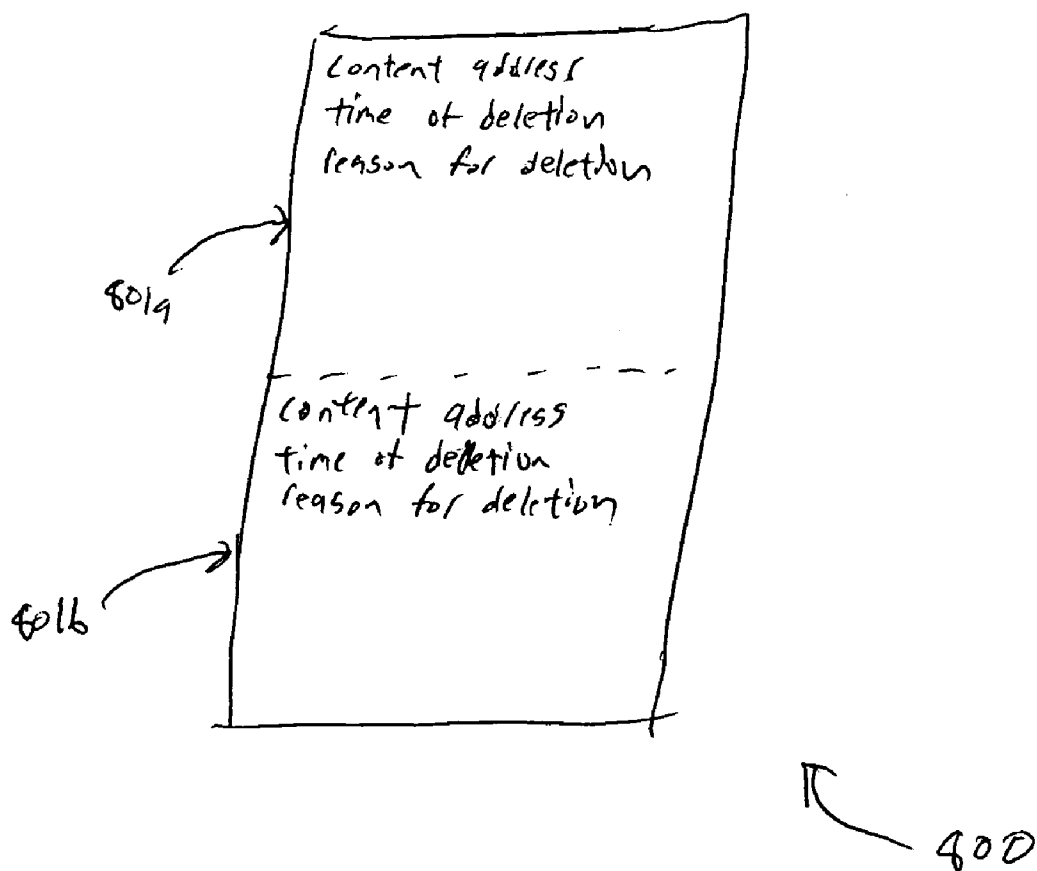 content address
time of deletion
reason for deletion
801a
content address
time of deletion
reason for deletion
801b
800